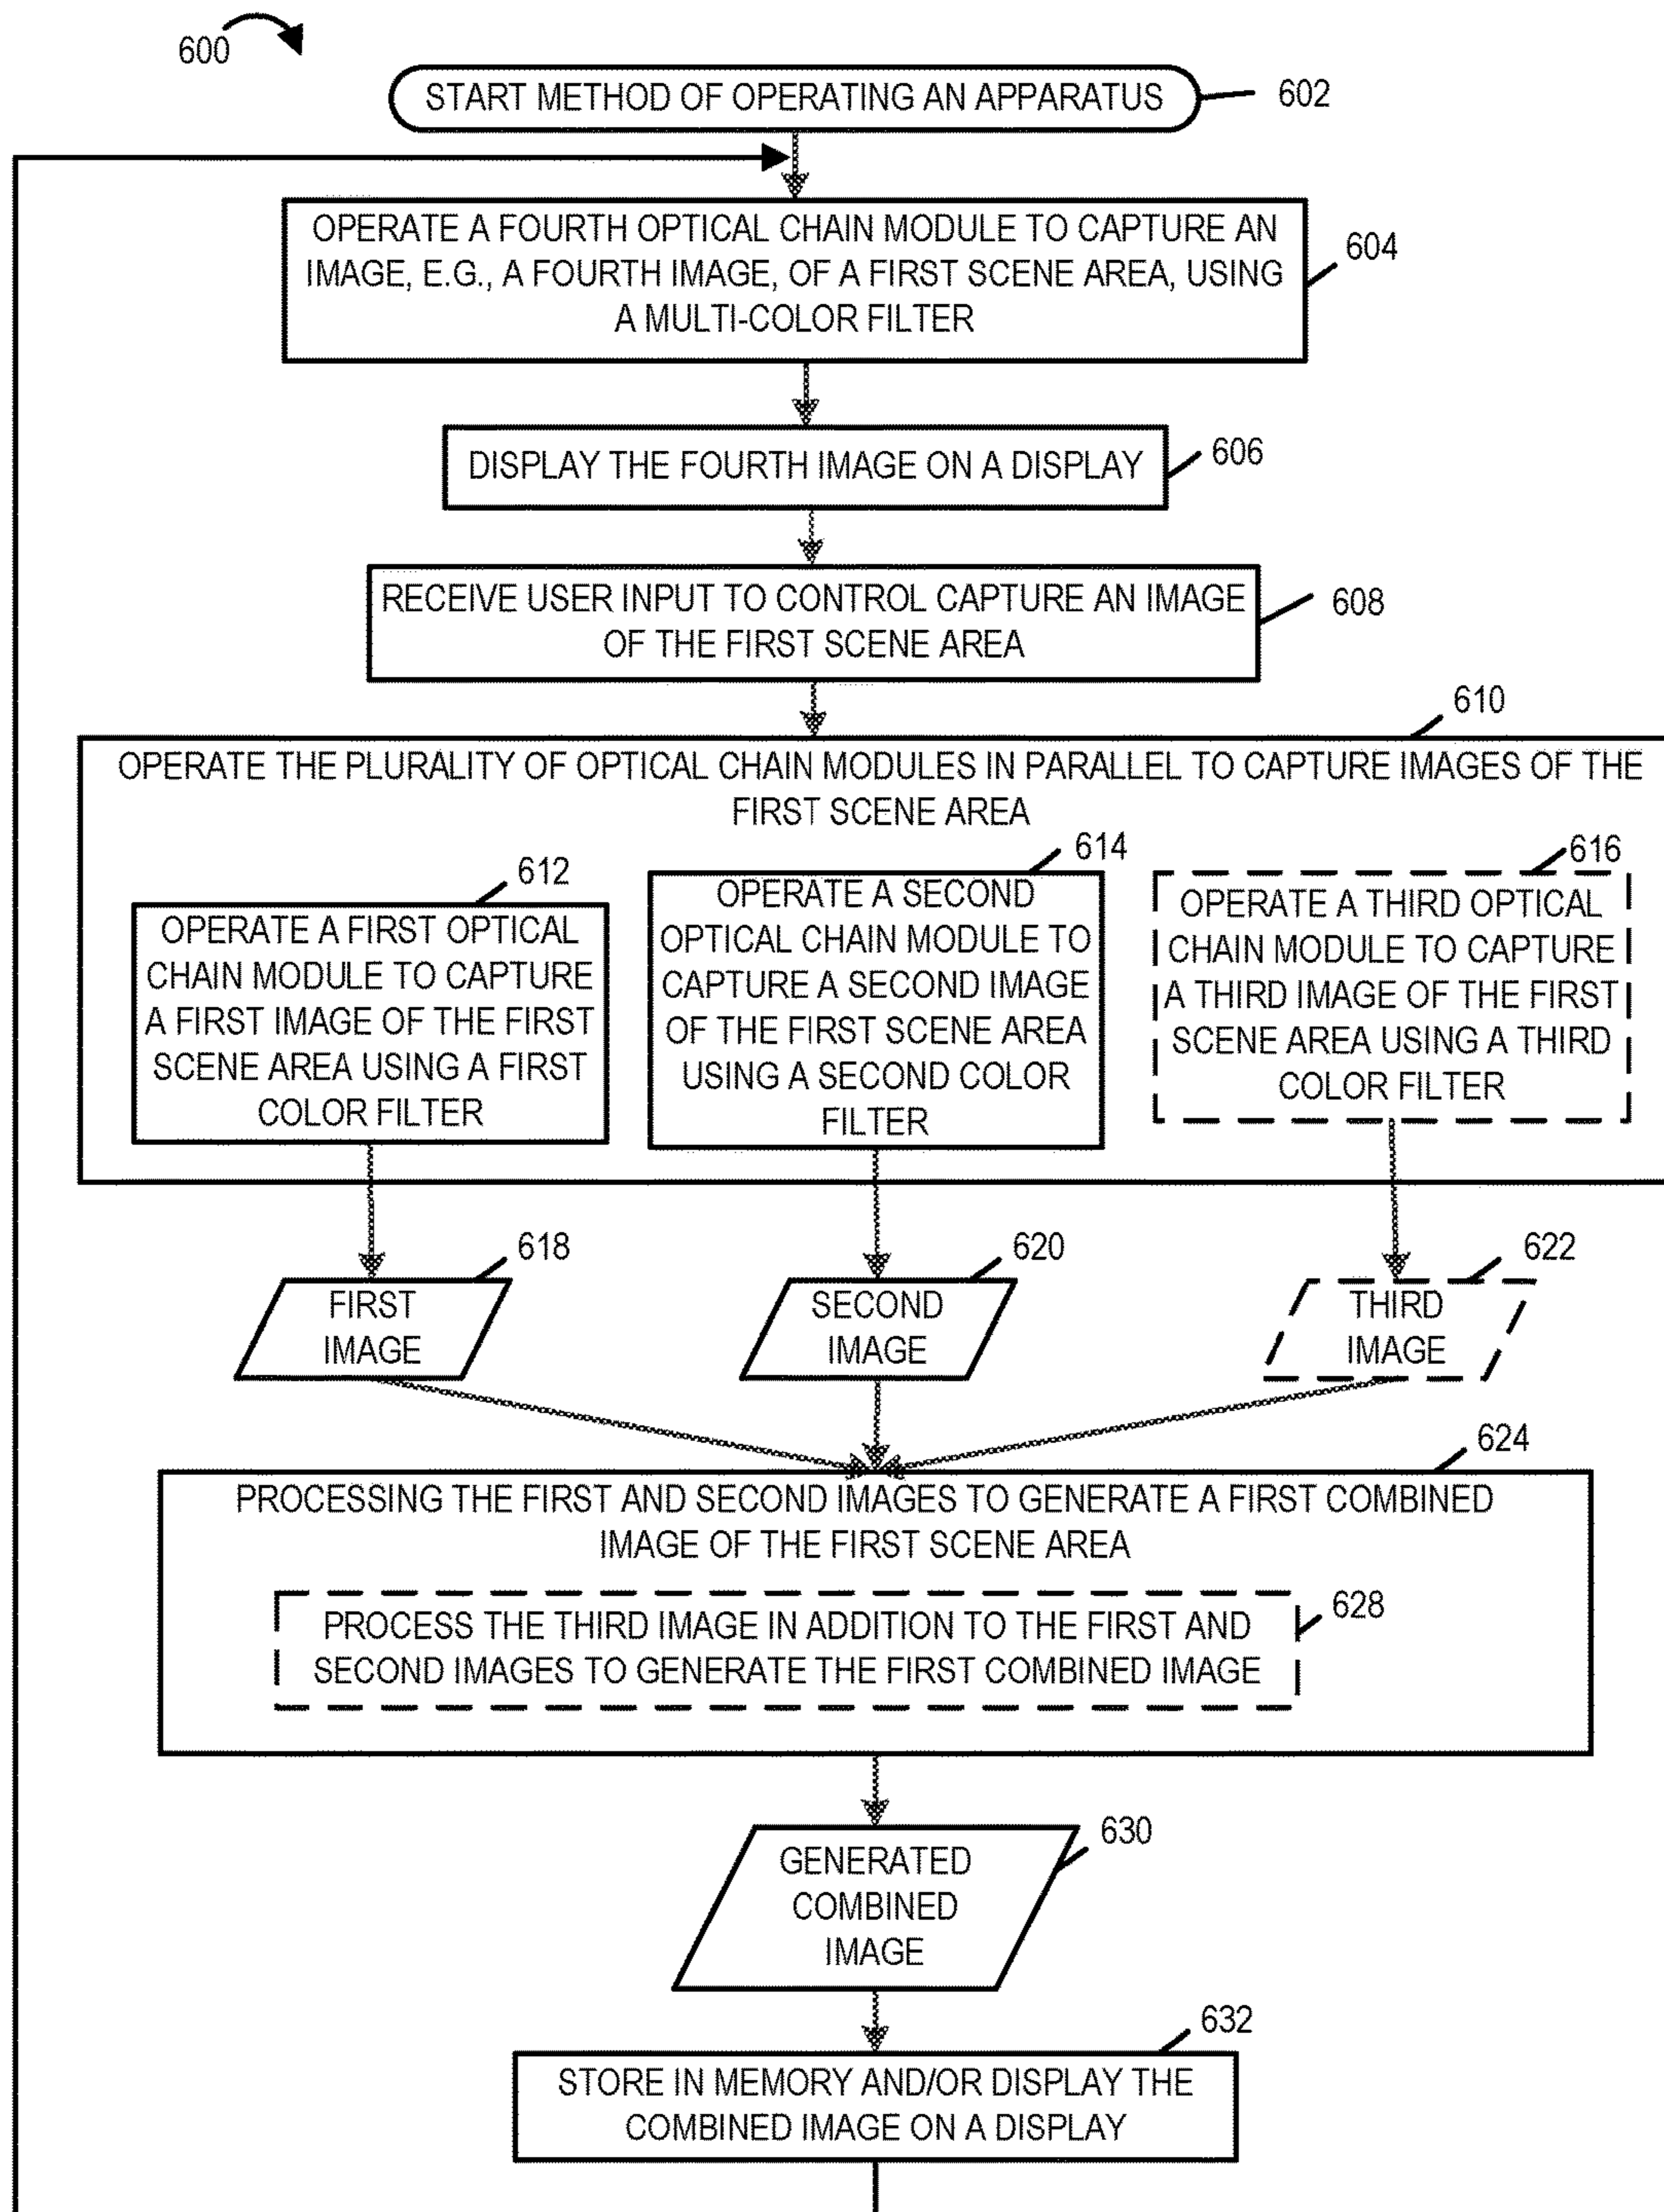 600
START METHOD OF OPERATING AN APPARATUS
602
OPERATE A FOURTH OPTICAL CHAIN MODULE TO CAPTURE AN
IMAGE, E.G., A FOURTH IMAGE, OF A FIRST SCENE AREA, USING
A MULTI-COLOR FILTER
604
DISPLAY THE FOURTH IMAGE ON A DISPLAY
606
RECEIVE USER INPUT TO CONTROL CAPTURE AN IMAGE
OF THE FIRST SCENE AREA
608
610
OPERATE THE PLURALITY OF OPTICAL CHAIN MODULES IN PARALLEL TO CAPTURE IMAGES OF THE
FIRST SCENE AREA
612
OPERATE A FIRST OPTICAL
CHAIN MODULE TO CAPTURE
A FIRST IMAGE OF THE FIRST
SCENE AREA USING A FIRST
COLOR FILTER
614
OPERATE A SECOND
OPTICAL CHAIN MODULE TO
CAPTURE A SECOND IMAGE
OF THE FIRST SCENE AREA
USING A SECOND COLOR
FILTER
616
OPERATE A THIRD OPTICAL
CHAIN MODULE TO CAPTURE
A THIRD IMAGE OF THE FIRST
SCENE AREA USING A THIRD
COLOR FILTER
618
FIRST
IMAGE
620
SECOND
IMAGE
622
THIRD
IMAGE
624
PROCESSING THE FIRST AND SECOND IMAGES TO GENERATE A FIRST COMBINED
IMAGE OF THE FIRST SCENE AREA
PROCESS THE THIRD IMAGE IN ADDITION TO THE FIRST AND
SECOND IMAGES TO GENERATE THE FIRST COMBINED IMAGE
628
630
GENERATED
COMBINED
IMAGE
632
STORE IN MEMORY AND/OR DISPLAY THE
COMBINED IMAGE ON A DISPLAY